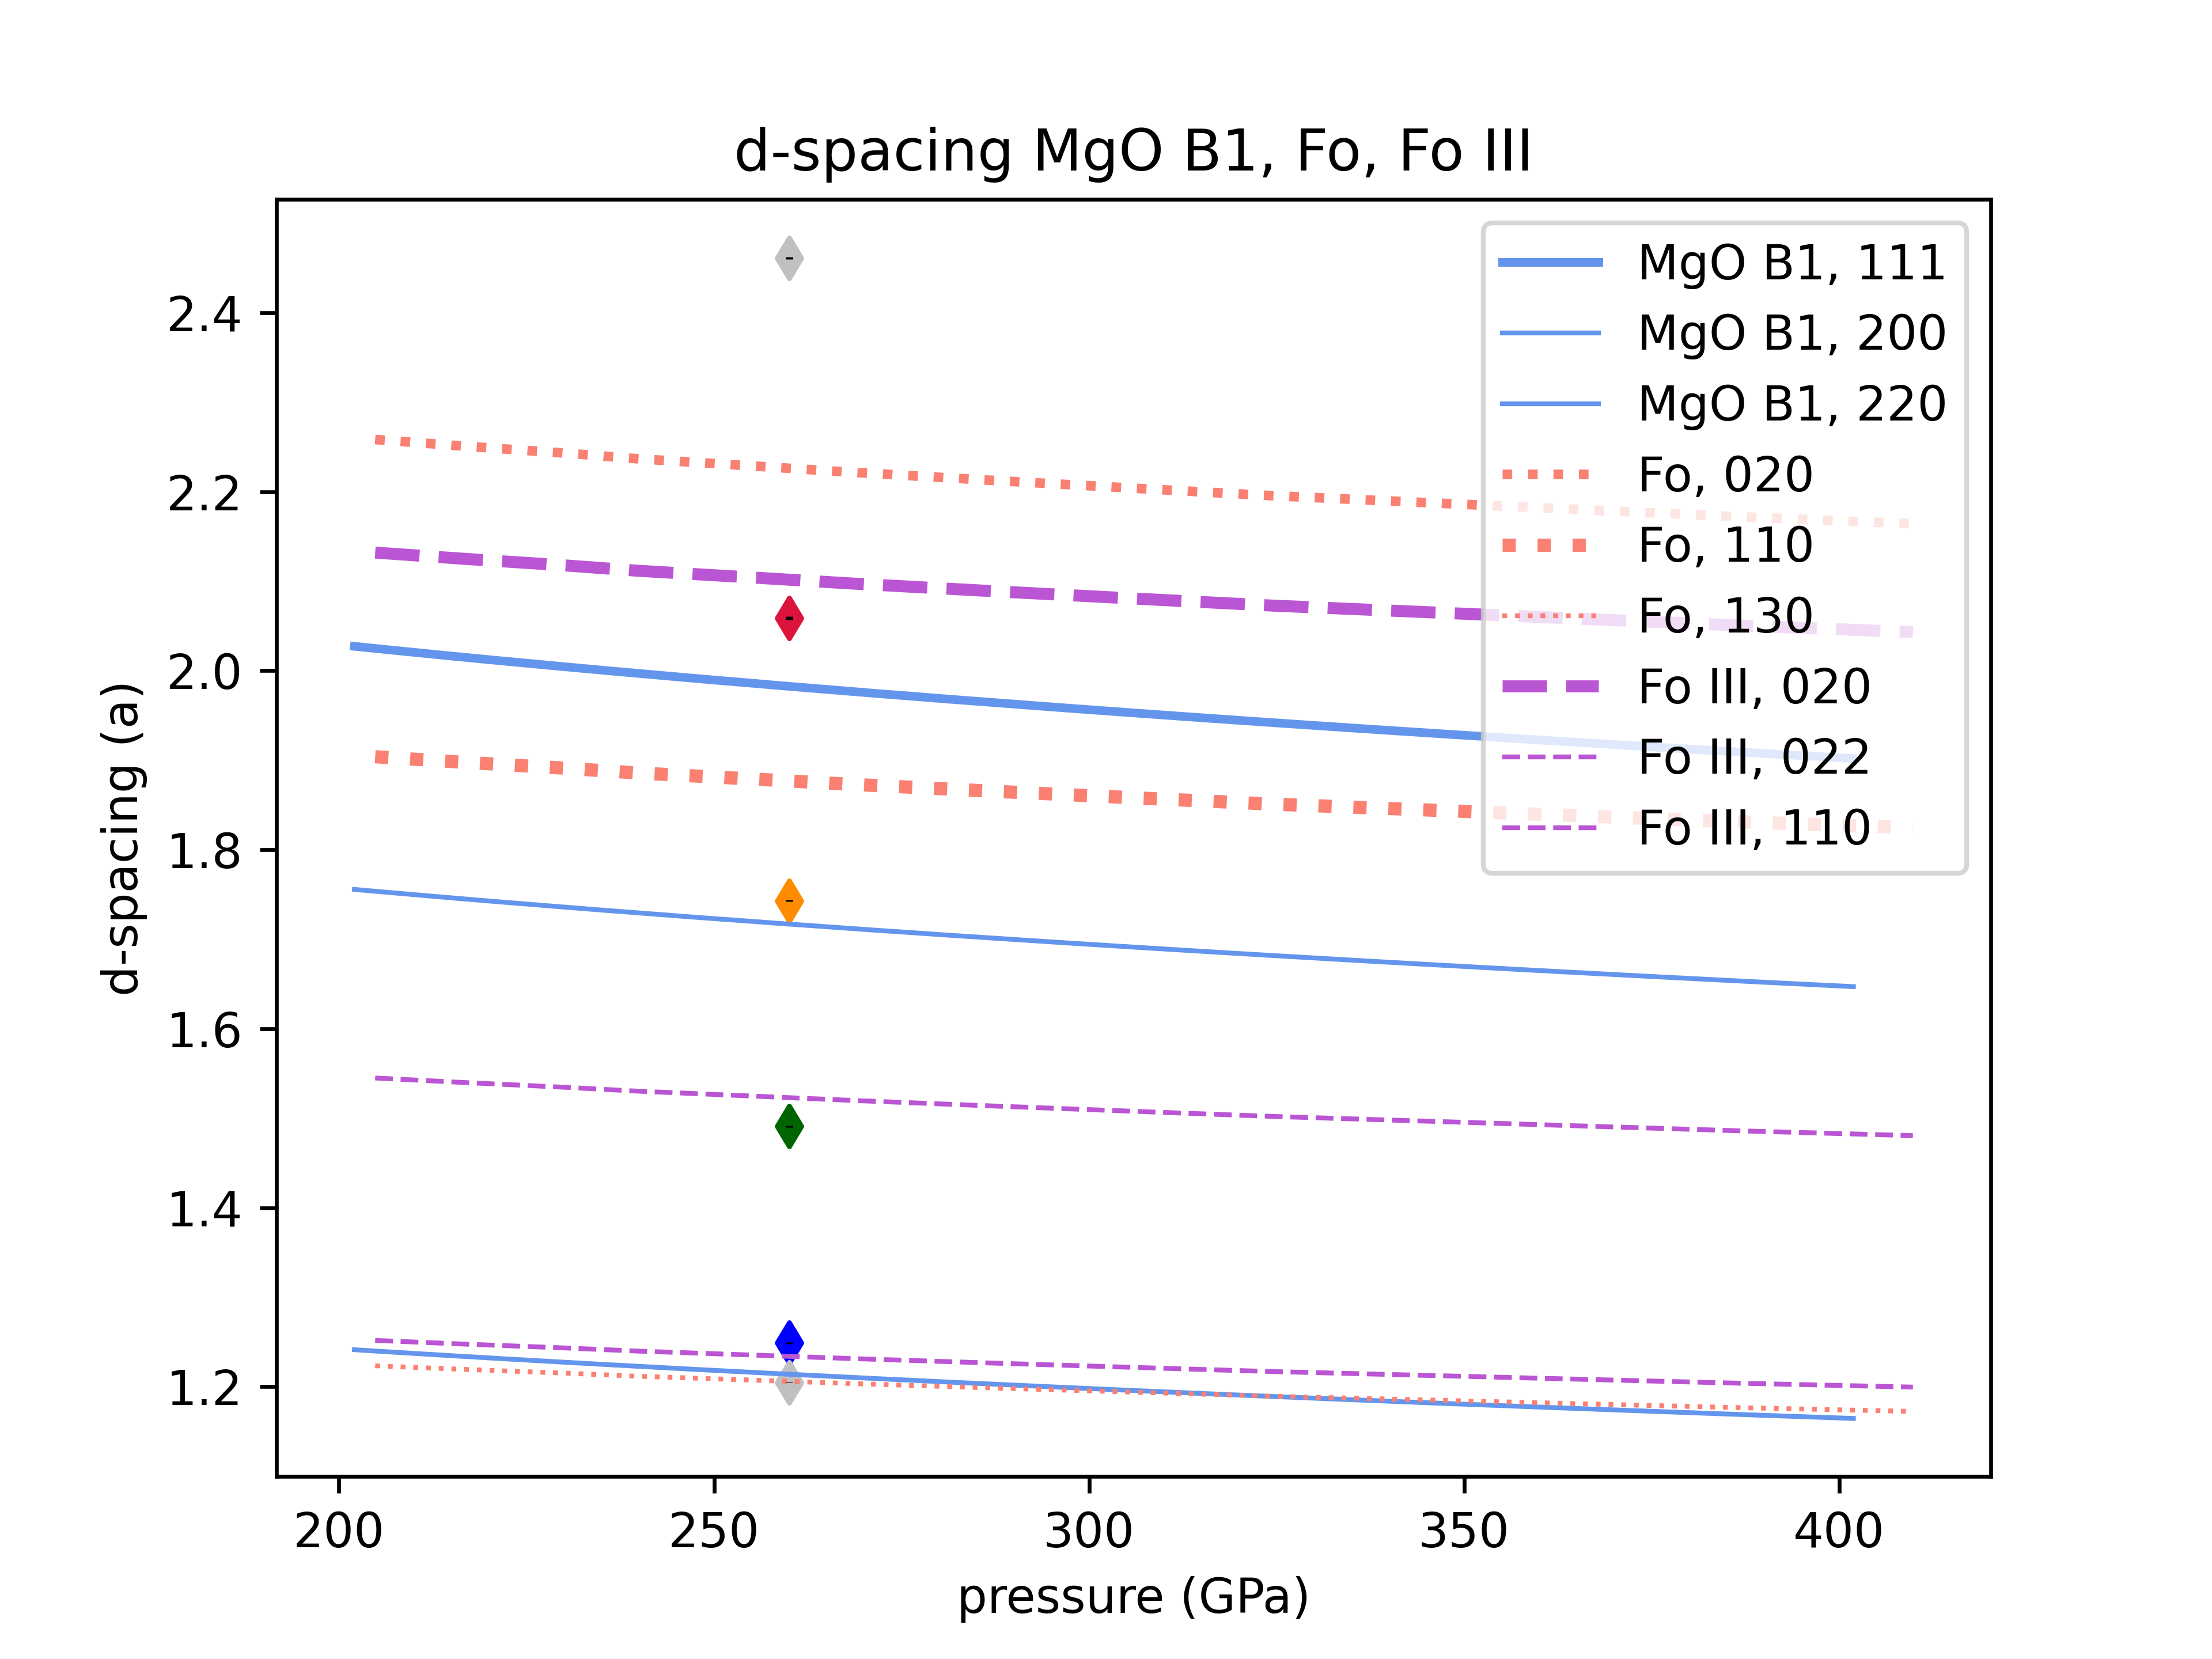 d-spacing MgO B1, Fo, Fo III
MgO B1, 111
MgO B1, 200
MgO B1, 220
Fo, 020
Fo, 110
Fo, 130
Fo III, 020
Fo III, 022
Fo III, 110
d-spacing (a)
2.4
2.2
2.0
1.8
1.6
1.4
1.2
200 250 300 350 400
pressure (GPa)